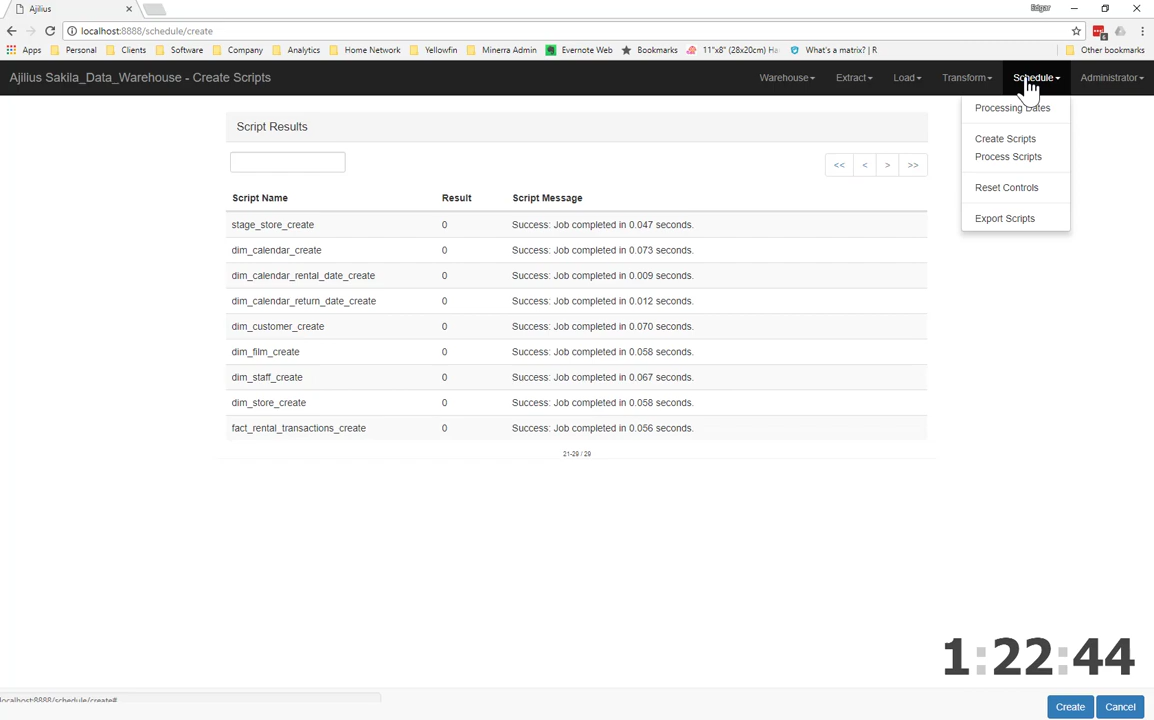 Ajilius
Edgar
localhost:8888/schedule/create
Apps Personal Clients Software Company Analytics Home Network Yellowfin Minerra Admin Evernote Web Bookmarks 11"x8" (28x20cm) Ha What's a matrix? | R Other bookmarks
Ajilius Sakila_Data_Warehouse - Create Scripts Warehouse Extract Load Transform Schedule Administrator
Processing Dates
Create Scripts
Process Scripts
Reset Controls
Export Scripts
Script Results
<< < > >>
Script Name Result Script Message
stage_store_create 0 Success: Job completed in 0.047 seconds.
dim_calendar_create 0 Success: Job completed in 0.073 seconds.
dim_calendar_rental_date_create 0 Success: Job completed in 0.009 seconds.
dim_calendar_return_date_create 0 Success: Job completed in 0.012 seconds.
dim_customer_create 0 Success: Job completed in 0.070 seconds.
dim_film_create 0 Success: Job completed in 0.058 seconds.
dim_staff_create 0 Success: Job completed in 0.067 seconds.
dim_store_create 0 Success: Job completed in 0.058 seconds.
fact_rental_transactions_create 0 Success: Job completed in 0.056 seconds.
21-29 / 29
1:22:44
localhost:8888/schedule/create#
Create Cancel